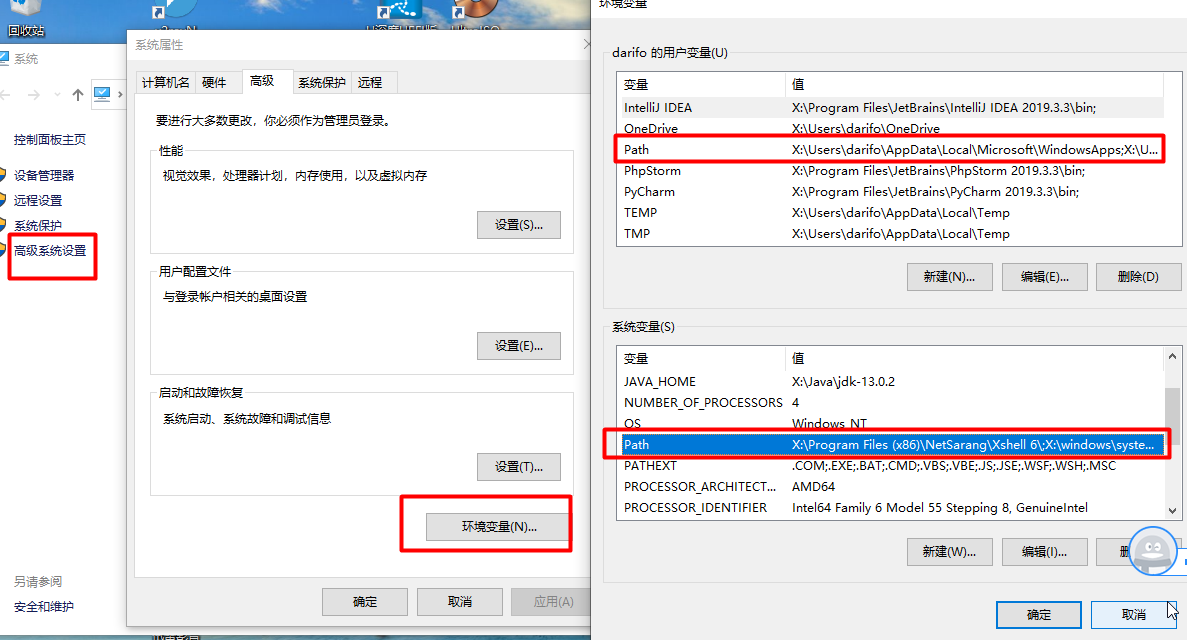 回收站
系统
控制面板主页
设备管理器
远程设置
系统保护
高级系统设置
另请参阅
安全和维护
系统属性
计算机名 硬件 高级 系统保护 远程
要进行大多数更改，你必须作为管理员登录。
性能
视觉效果，处理器计划，内存使用，以及虚拟内存
设置(S)...
用户配置文件
与登录帐户相关的桌面设置
设置(E)...
启动和故障恢复
系统启动、系统故障和调试信息
设置(T)...
环境变量(N)...
确定 取消 应用(A)
环境变量
darifo 的用户变量(U)
变量 值
IntelliJ IDEA X:\Program Files\JetBrains\IntelliJ IDEA 2019.3.3\bin;
OneDrive X:\Users\darifo\OneDrive
Path X:\Users\darifo\AppData\Local\Microsoft\WindowsApps;X:\U...
PhpStorm X:\Program Files\JetBrains\PhpStorm 2019.3.3\bin;
PyCharm X:\Program Files\JetBrains\PyCharm 2019.3.3\bin;
TEMP X:\Users\darifo\AppData\Local\Temp
TMP X:\Users\darifo\AppData\Local\Temp
新建(N)... 编辑(E)... 删除(D)
系统变量(S)
变量 值
JAVA_HOME X:\Java\jdk-13.0.2
NUMBER_OF_PROCESSORS 4
OS Windows_NT
Path X:\Program Files (x86)\NetSarang\Xshell 6\;X:\windows\syste...
PATHEXT .COM;.EXE;.BAT;.CMD;.VBS;.VBE;.JS;.JSE;.WSF;.WSH;.MSC
PROCESSOR_ARCHITECT... AMD64
PROCESSOR_IDENTIFIER Intel64 Family 6 Model 55 Stepping 8, GenuineIntel
新建(W)... 编辑(I)...
确定 取消